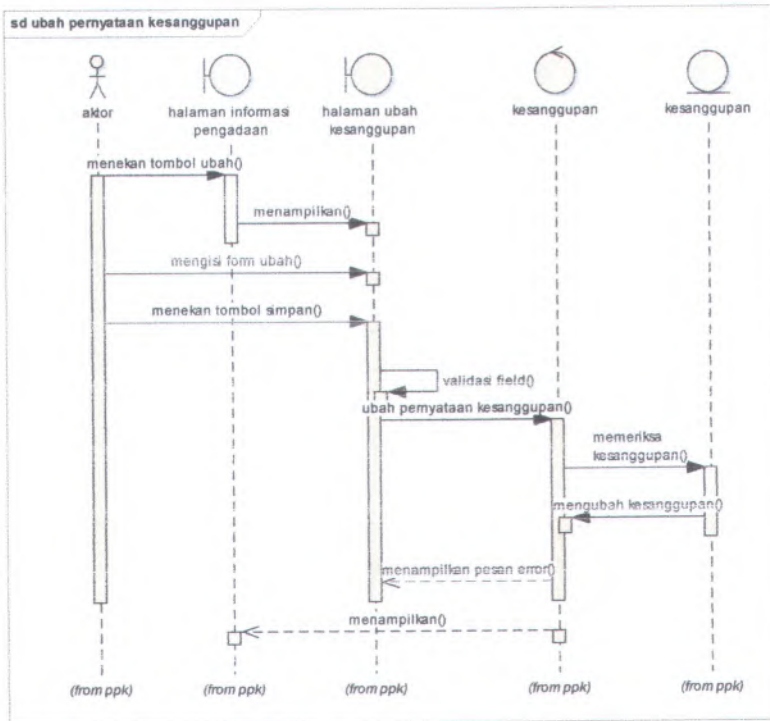 sd ubah pernyataan kesanggupan
aktor
halaman informasi
pengadaan
halaman ubah
kesanggupan
kesanggupan
kesanggupan
menekan tombol ubah()
menampilkan()
mengisi form ubah()
menekan tombol simpan()
validasi field()
ubah pernyataan kesanggupan()
memeriksa
kesanggupan()
mengubah kesanggupan()
menampilkan pesan error()
menampilkan()
(from ppk)
(from ppk)
(from ppk)
(from ppk)
(from ppk)